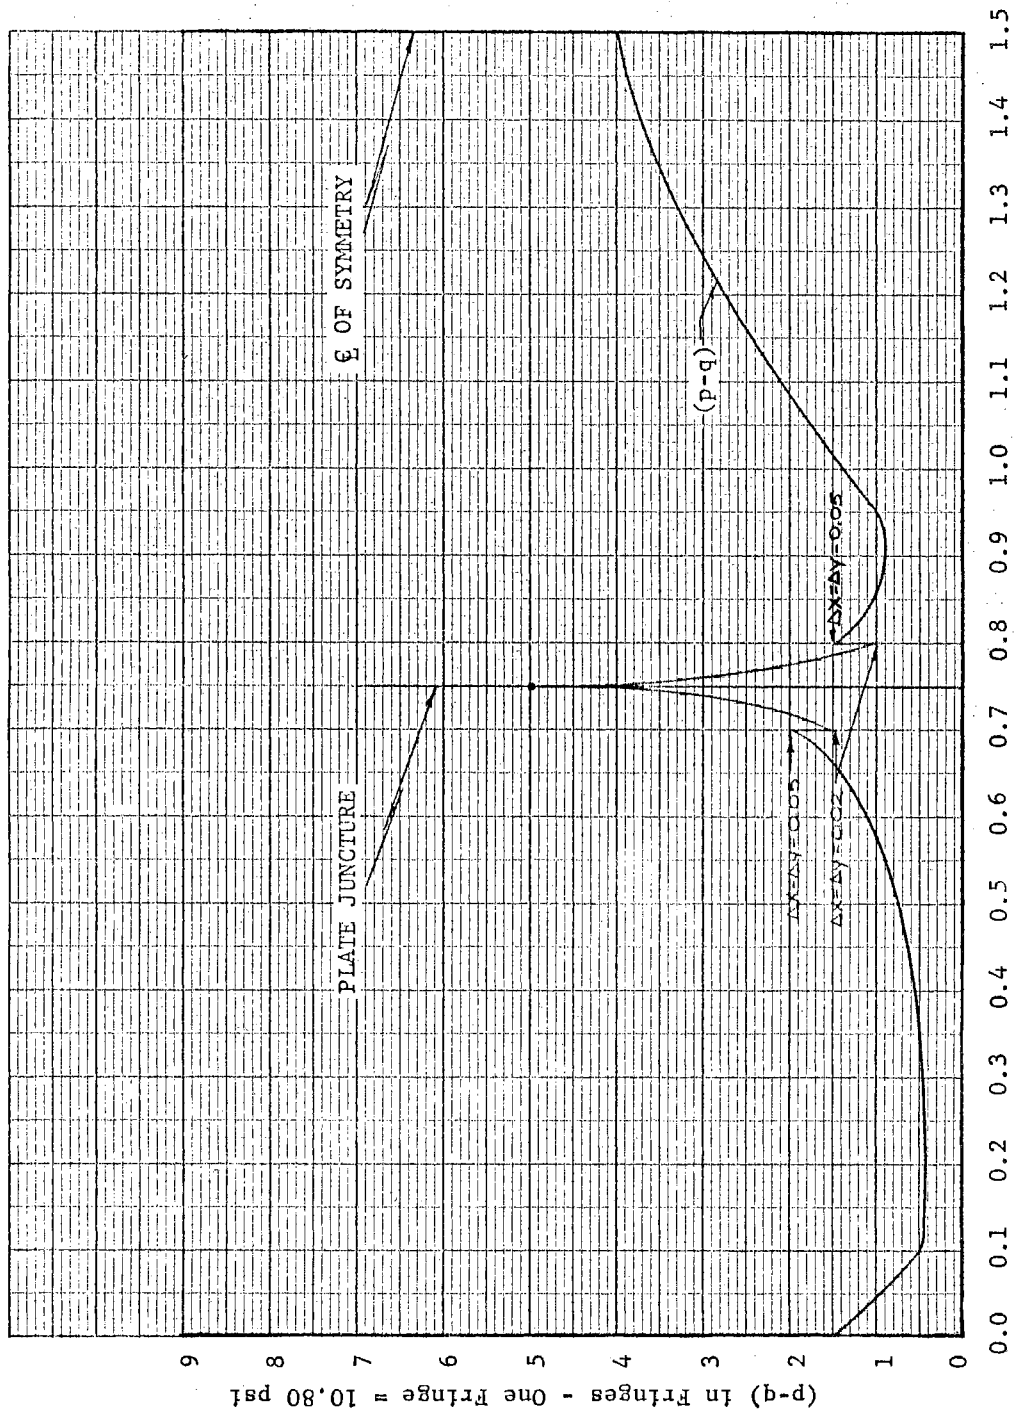 PLATE JUNCTURE
℄ OF SYMMETRY
(p-q)
ΔX=ΔY=0.05
ΔX=ΔY=0.02
ΔX=ΔY=0.05
(p-q) in Fringes - One Fringe = 10.80 psi
9
8
7
6
5
4
3
2
1
0
0.0 0.1 0.2 0.3 0.4 0.5 0.6 0.7 0.8 0.9 1.0 1.1 1.2 1.3 1.4 1.5